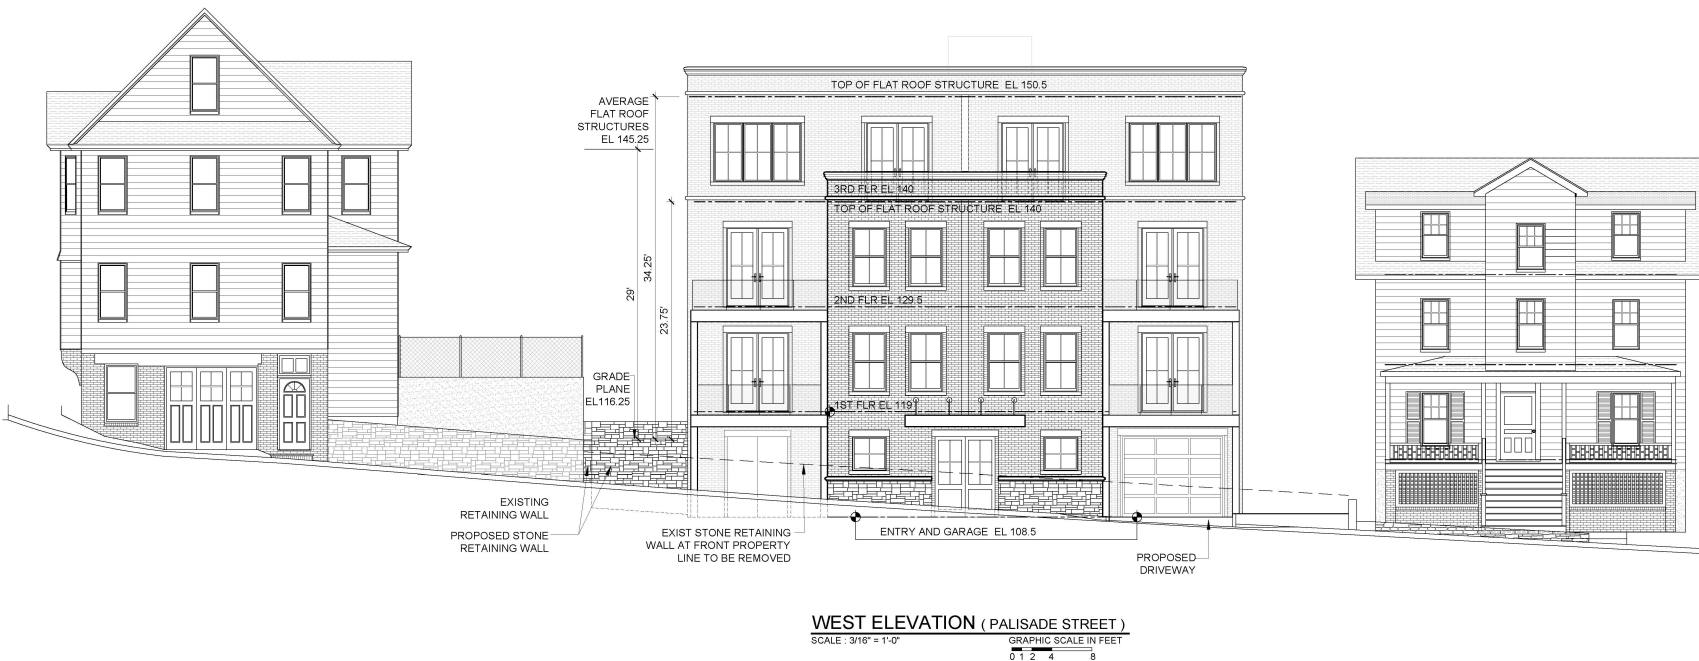 TOP OF FLAT ROOF STRUCTURE EL 150.5
AVERAGE
FLAT ROOF
STRUCTURES
EL 145.25
3RD FLR EL 140
TOP OF FLAT ROOF STRUCTURE EL 140
34.25'
29'
23.75'
2ND FLR EL 129.5
GRADE
PLANE
EL116.25
1ST FLR EL 119
EXISTING
RETAINING WALL
PROPOSED STONE
RETAINING WALL
EXIST STONE RETAINING
WALL AT FRONT PROPERTY
LINE TO BE REMOVED
ENTRY AND GARAGE EL 108.5
PROPOSED
DRIVEWAY
WEST ELEVATION ( PALISADE STREET )
SCALE : 3/16" = 1'-0"
GRAPHIC SCALE IN FEET
0 1 2 4 8